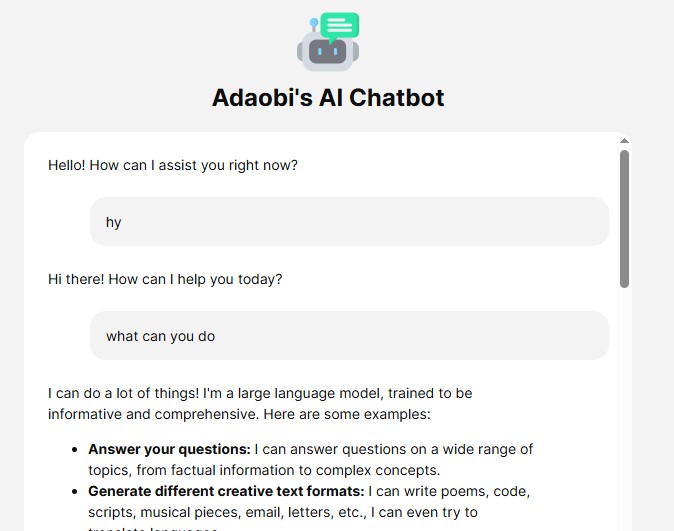 Adaobi's AI Chatbot
Hello! How can I assist you right now?
hy
Hi there! How can I help you today?
what can you do
I can do a lot of things! I'm a large language model, trained to be
informative and comprehensive. Here are some examples:
• Answer your questions: I can answer questions on a wide range of
topics, from factual information to complex concepts.
• Generate different creative text formats: I can write poems, code,
scripts, musical pieces, email, letters, etc., I can even try to
translate languages.